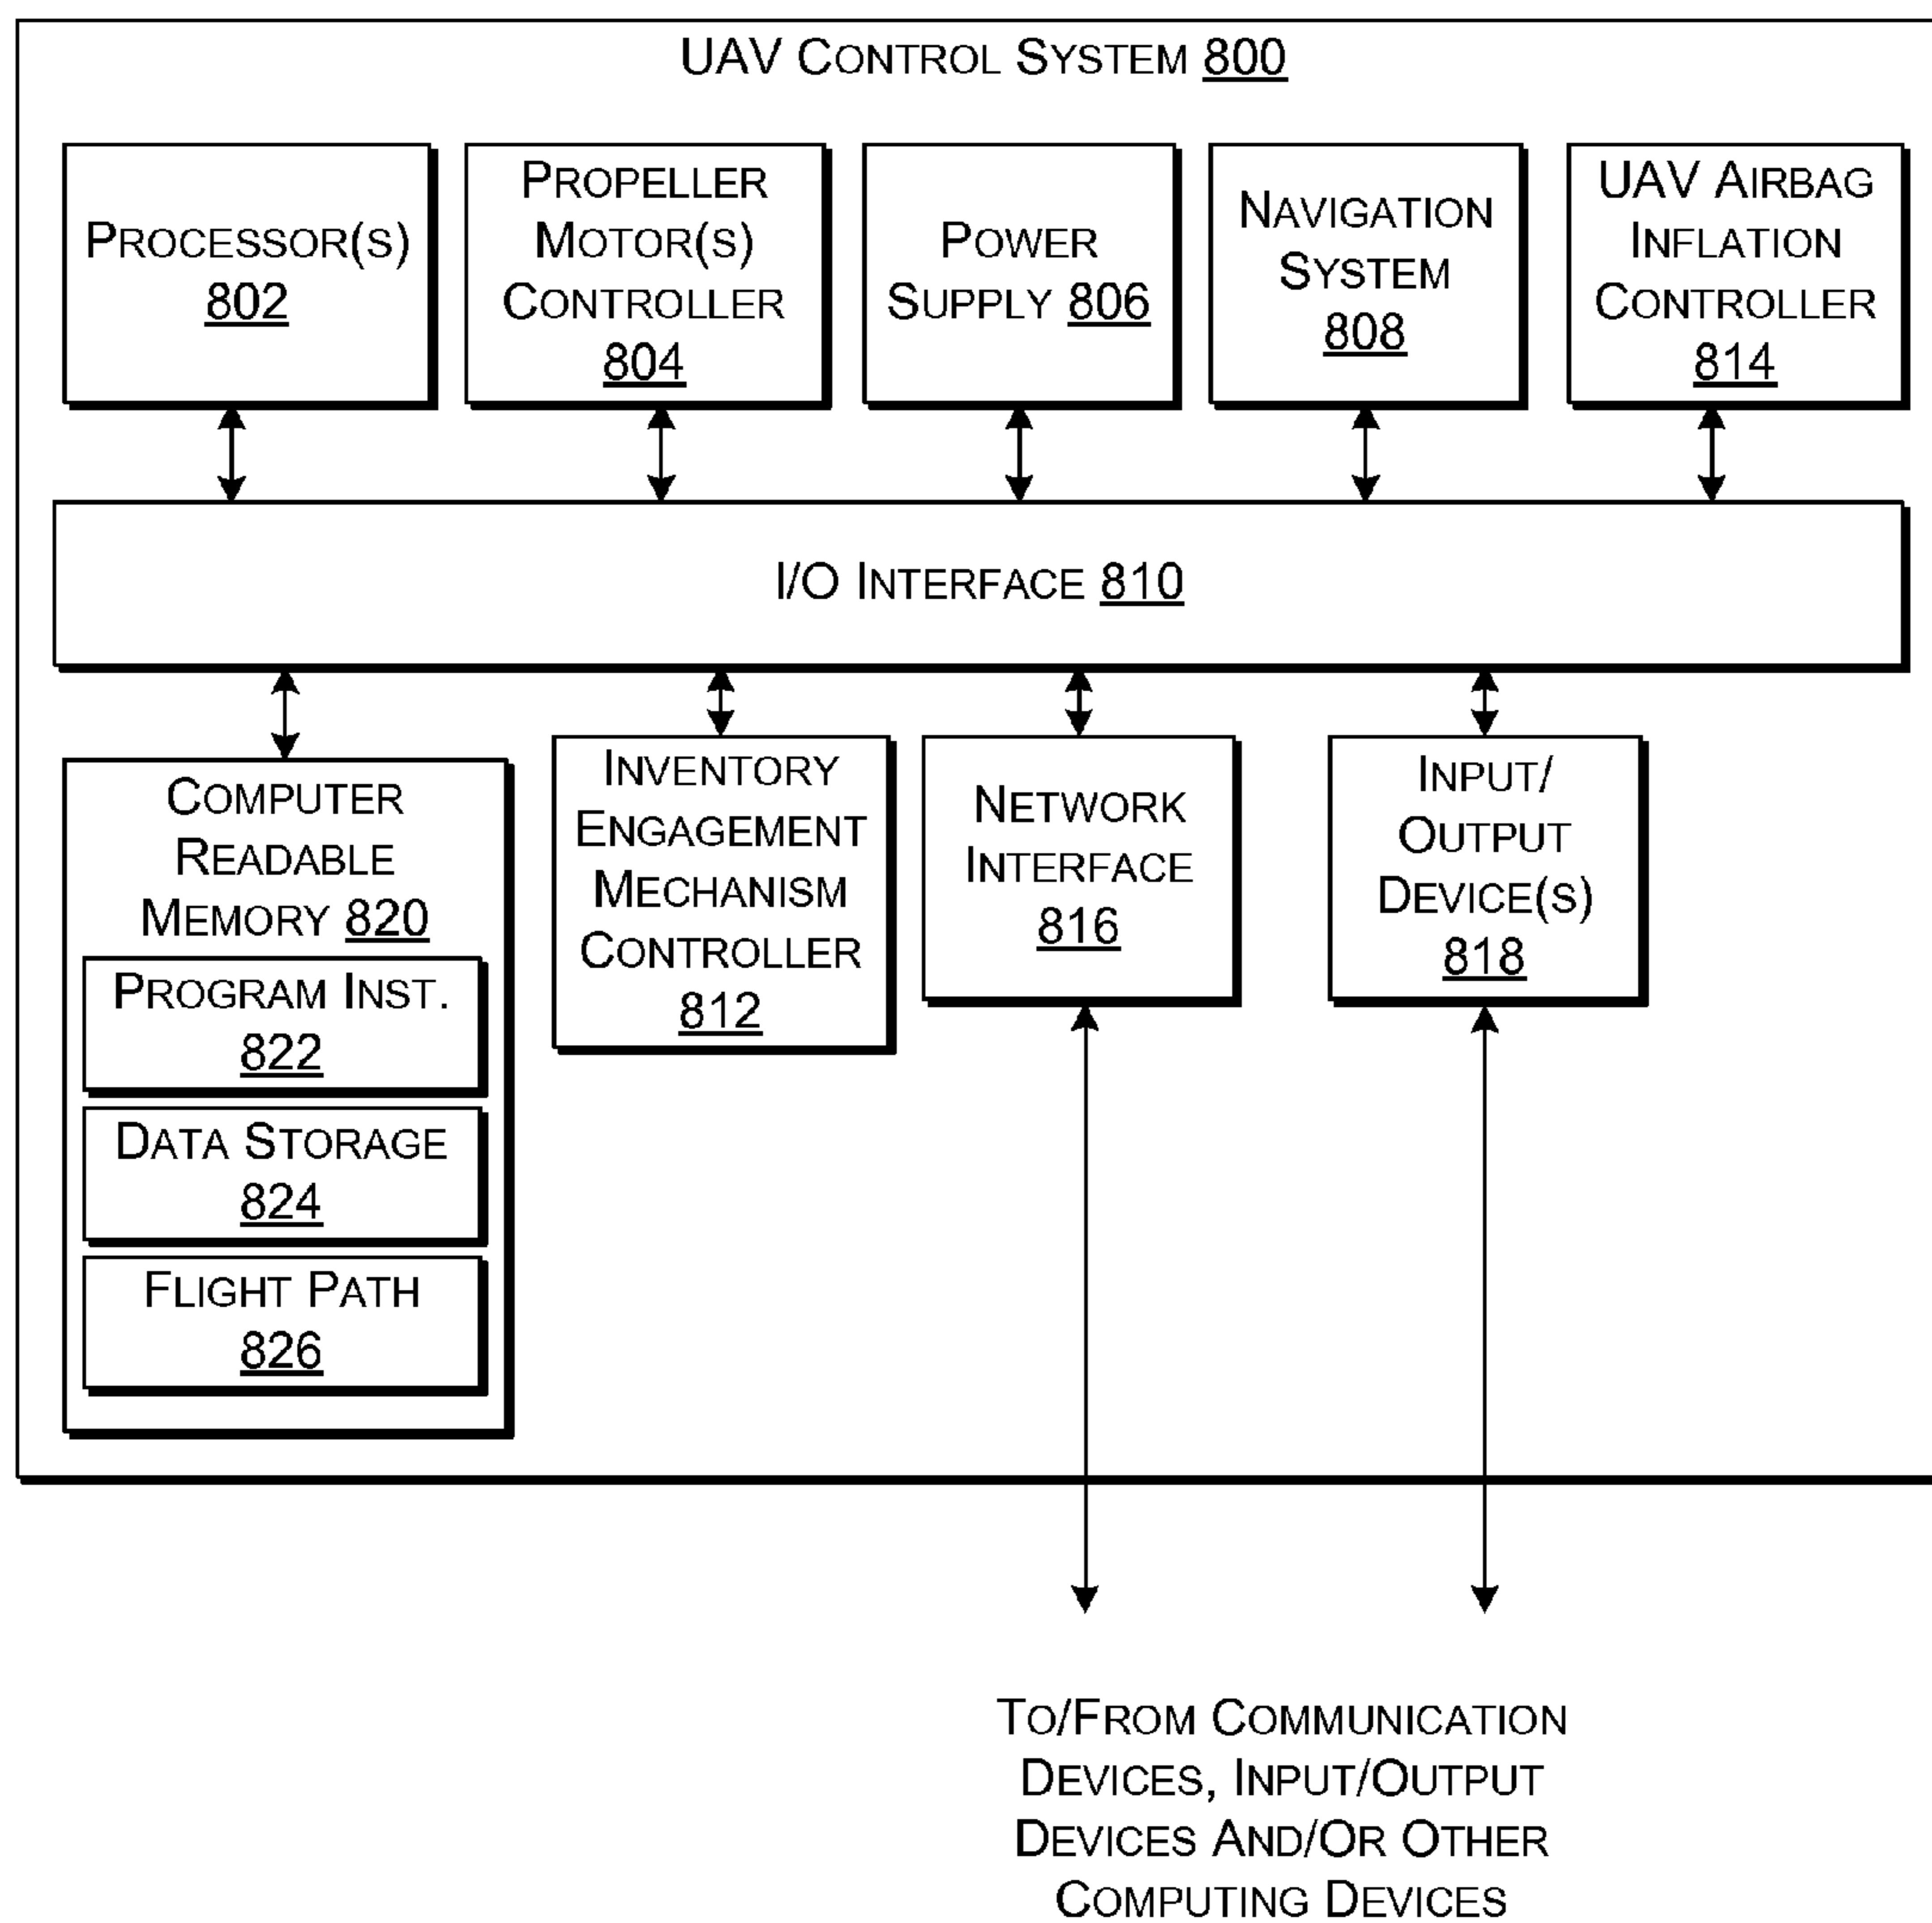 UAV CONTROL SYSTEM 800
PROCESSOR(S)
802
PROPELLER
MOTOR(S)
CONTROLLER
804
POWER
SUPPLY 806
NAVIGATION
SYSTEM
808
UAV AIRBAG
INFLATION
CONTROLLER
814
I/O INTERFACE 810
COMPUTER
READABLE
MEMORY 820
PROGRAM INST.
822
DATA STORAGE
824
FLIGHT PATH
826
INVENTORY
ENGAGEMENT
MECHANISM
CONTROLLER
812
NETWORK
INTERFACE
816
INPUT/
OUTPUT
DEVICE(S)
818
TO/FROM COMMUNICATION
DEVICES, INPUT/OUTPUT
DEVICES AND/OR OTHER
COMPUTING DEVICES